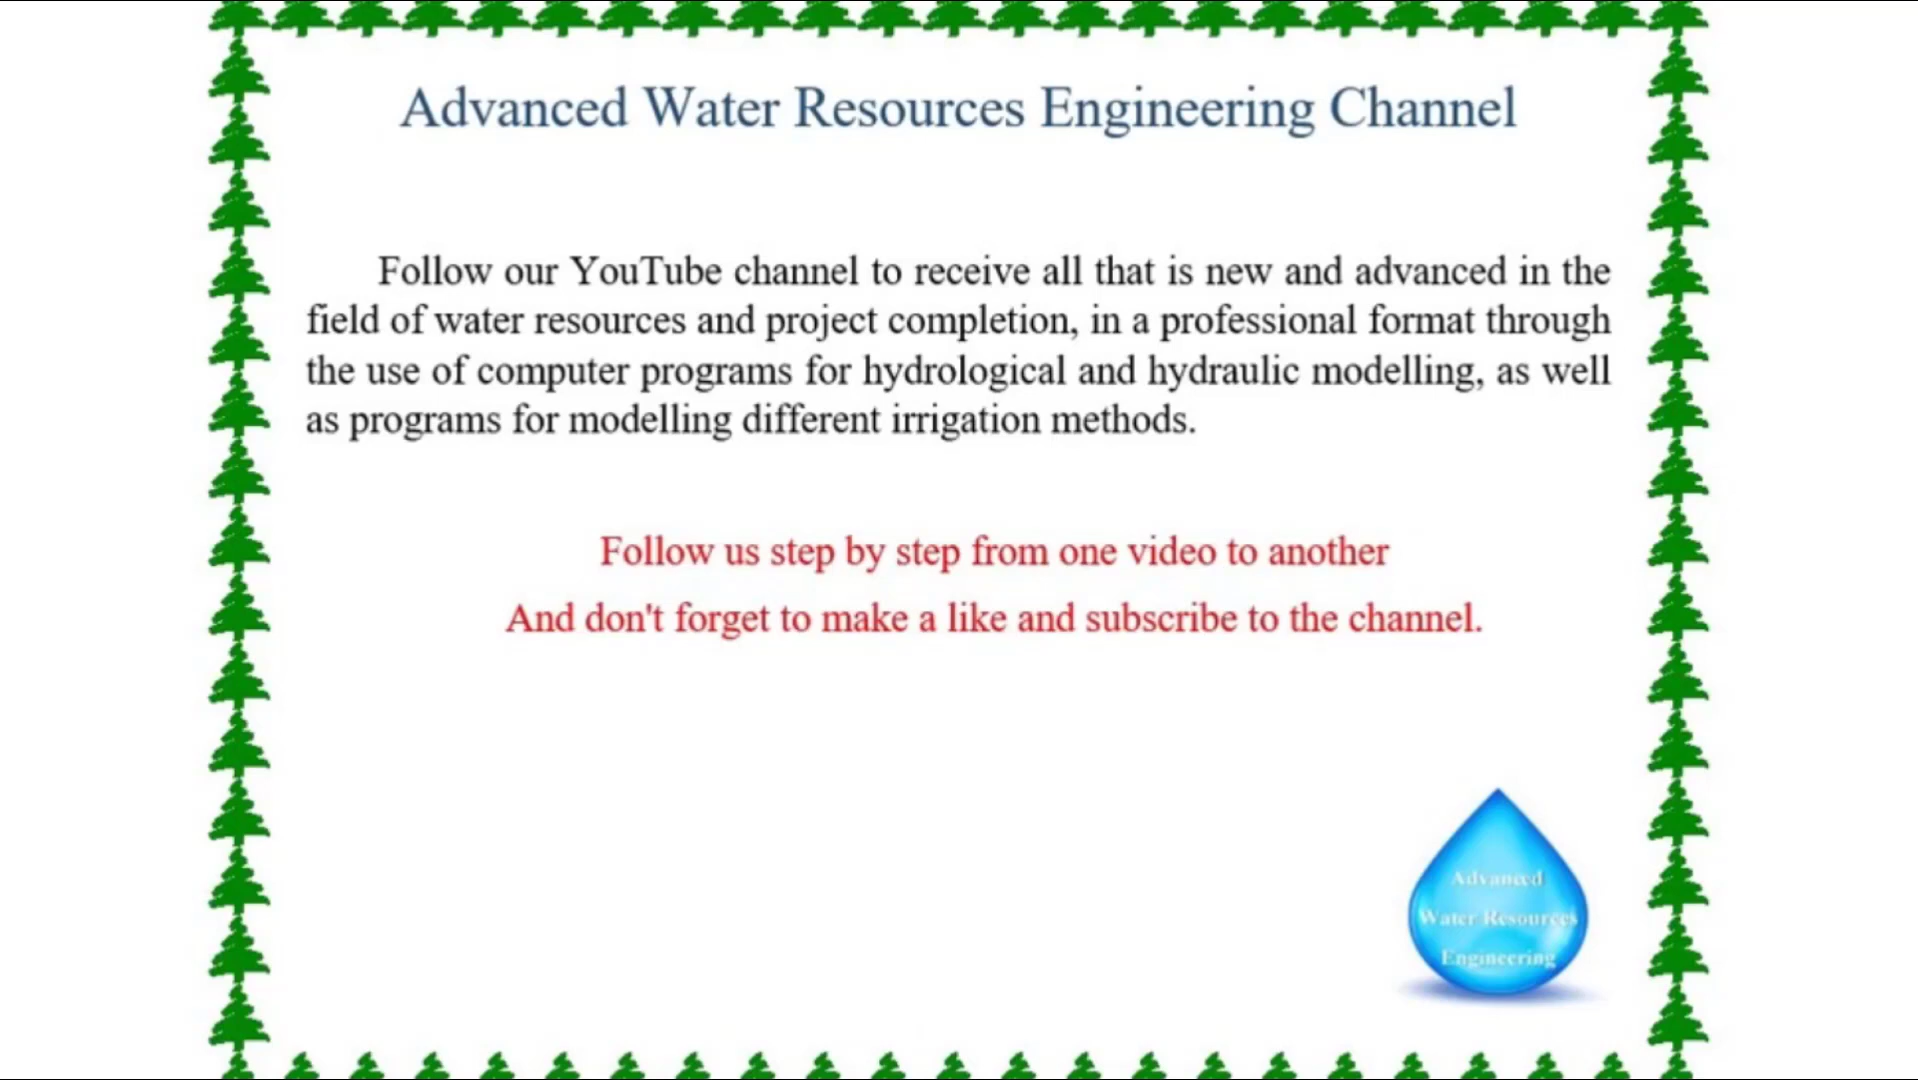 Advanced Water Resources Engineering Channel
Follow our YouTube channel to receive all that is new and advanced in the
field of water resources and project completion, in a professional format through
the use of computer programs for hydrological and hydraulic modelling, as well
as programs for modelling different irrigation methods.
Follow us step by step from one video to another
And don't forget to make a like and subscribe to the channel.
Advanced
Water Resources
Engineering